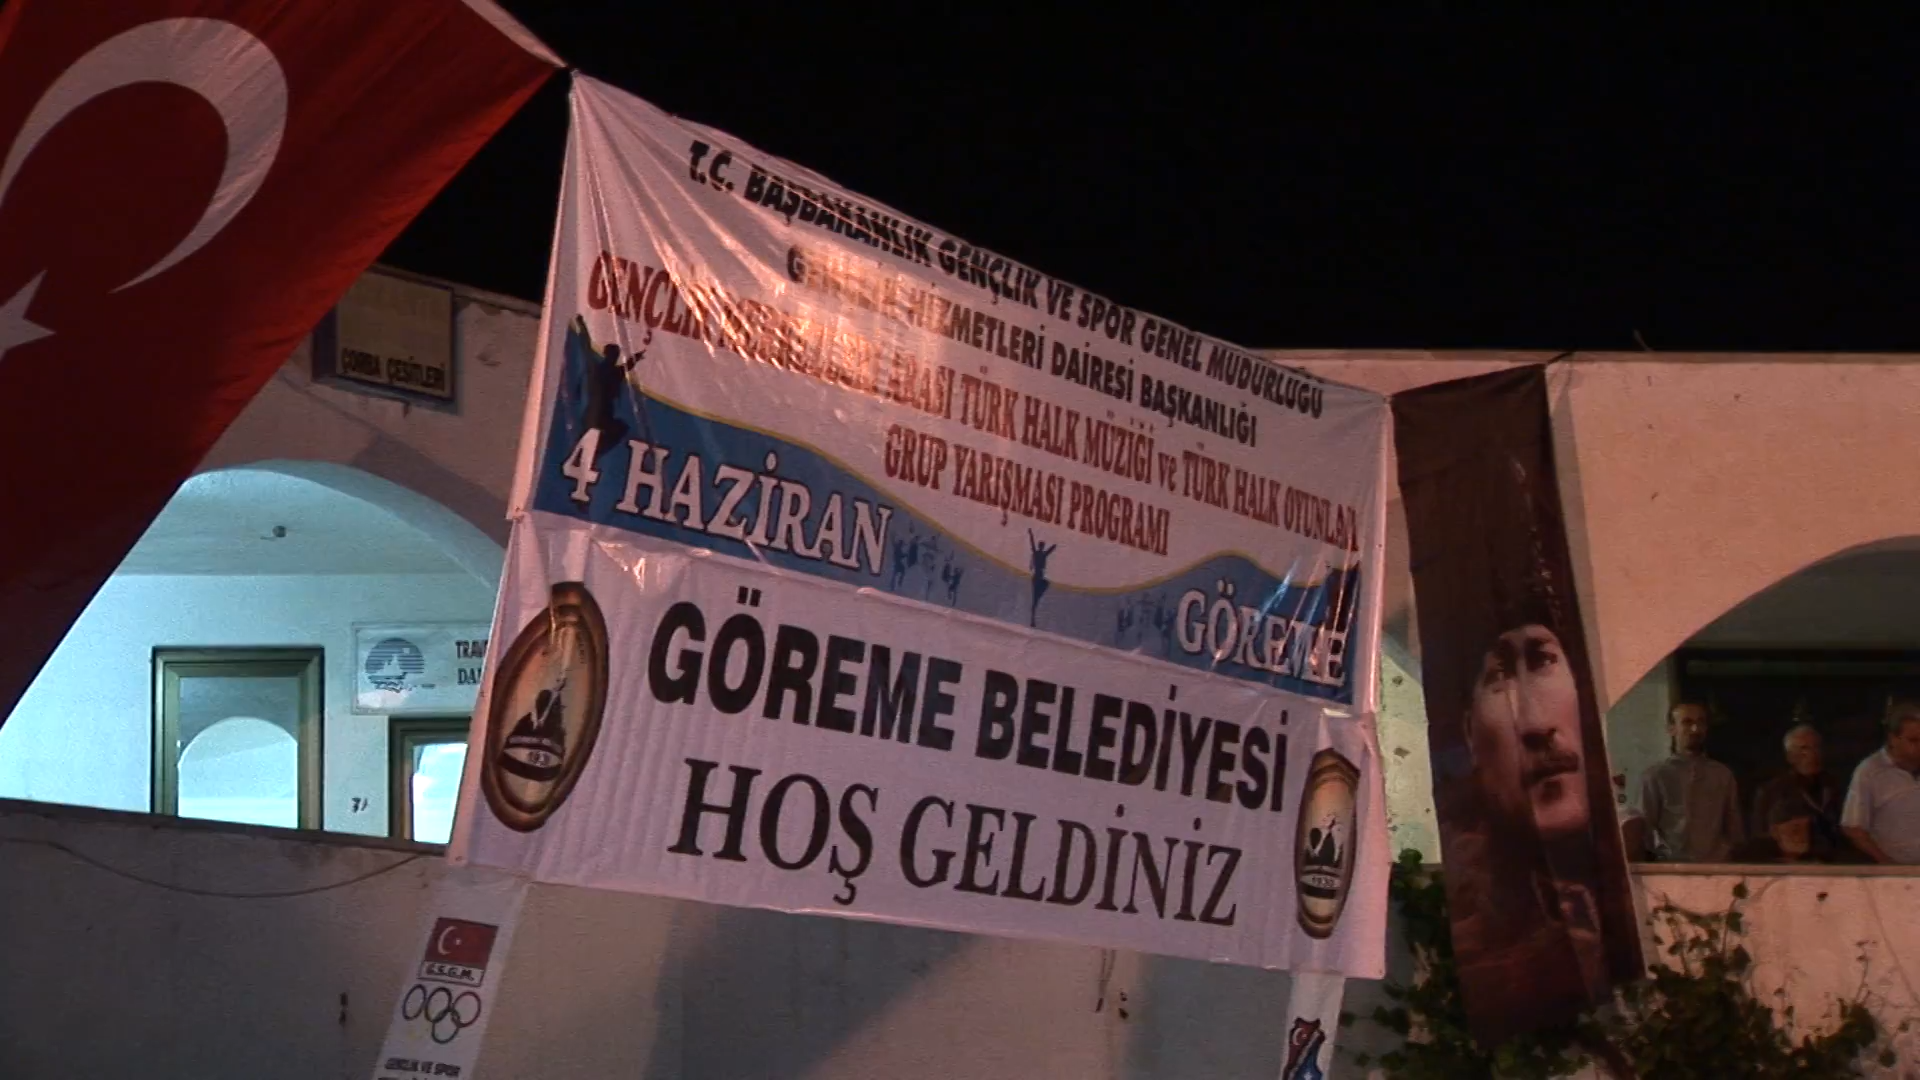 T.C. BAŞBAKANLIK GENÇLİK VE SPOR GENEL MÜDÜRLÜĞÜ
GENÇLİK HİZMETLERİ DAİRESİ BAŞKANLIĞI
GENÇLİK MERKEZLERİ ARASI TÜRK HALK MÜZİĞİ ve TÜRK HALK OYUNLARI
GRUP YARIŞMASI PROGRAMI
4 HAZİRAN
GÖREME
GÖREME BELEDİYESİ
HOŞ GELDİNİZ
ÇORBA ÇEŞİTLERİ
1930
G.S.G.M.
GENÇLİK VE SPOR